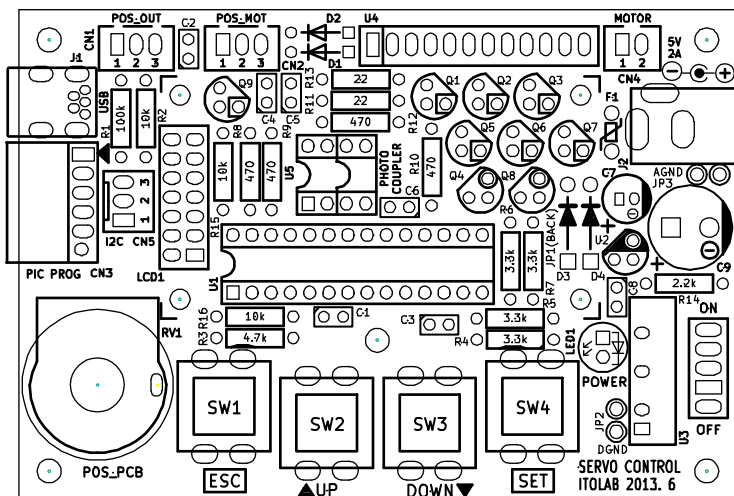 POS_OUT
POS_MOT
D2
U4
MOTOR
CN1
1 2 3
C2
1 2 3
CN2
D1
1 2
CN4
5V
2A
J1
USB
R1
100k
10k
R2
Q9
C4
C5
R13
22
R11
22
470
R12
Q1
Q2
Q3
Q5
Q6
Q7
F1
J2
R8
R9
10k
470
470
U5
PHOTO
COUPLER
C6
R10
470
Q4
Q8
C7
AGND
JP3
3
2
1
I2C
CN5
PIC PROG
CN3
LCD1
R15
U1
R6
JP1(BACK)
3.3k
3.3k
D3
D4
R7
R5
U2
C8
C9
2.2k
R14
RV1
R16
10k
R3
4.7k
C1
C3
3.3k
R4
3.3k
LED1
POWER
ON
OFF
SW1
SW2
SW3
SW4
JP2
DGND
U3
POS_PCB
ESC
▲UP
DOWN▼
SET
SERVO CONTROL
ITOLAB 2013. 6